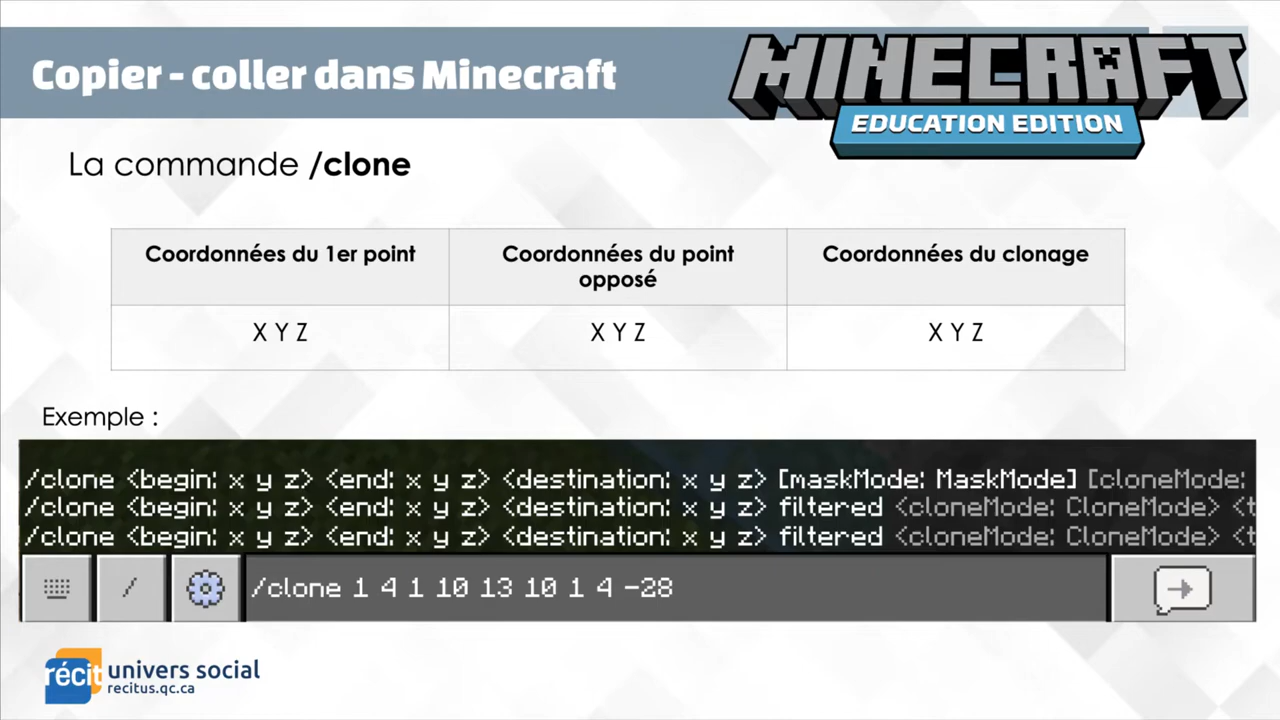 Copier - coller dans Minecraft
MINECRAFT
EDUCATION EDITION
La commande /clone
Coordonnées du 1er point
Coordonnées du point
opposé
Coordonnées du clonage
X Y Z
X Y Z
X Y Z
Exemple :
/clone <begin: x y z> <end: x y z> <destination: x y z> [maskMode: MaskMode] [cloneMode:
/clone <begin: x y z> <end: x y z> <destination: x y z> filtered <cloneMode: CloneMode> <t
/clone <begin: x y z> <end: x y z> <destination: x y z> filtered <cloneMode: CloneMode> <t
/
/clone 1 4 1 10 13 10 1 4 -28
récit univers social
recitus.qc.ca